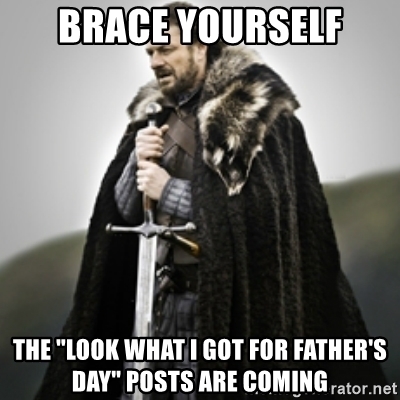 BRACE YOURSELF
THE "LOOK WHAT I GOT FOR FATHER'S
DAY" POSTS ARE COMING
rator.net